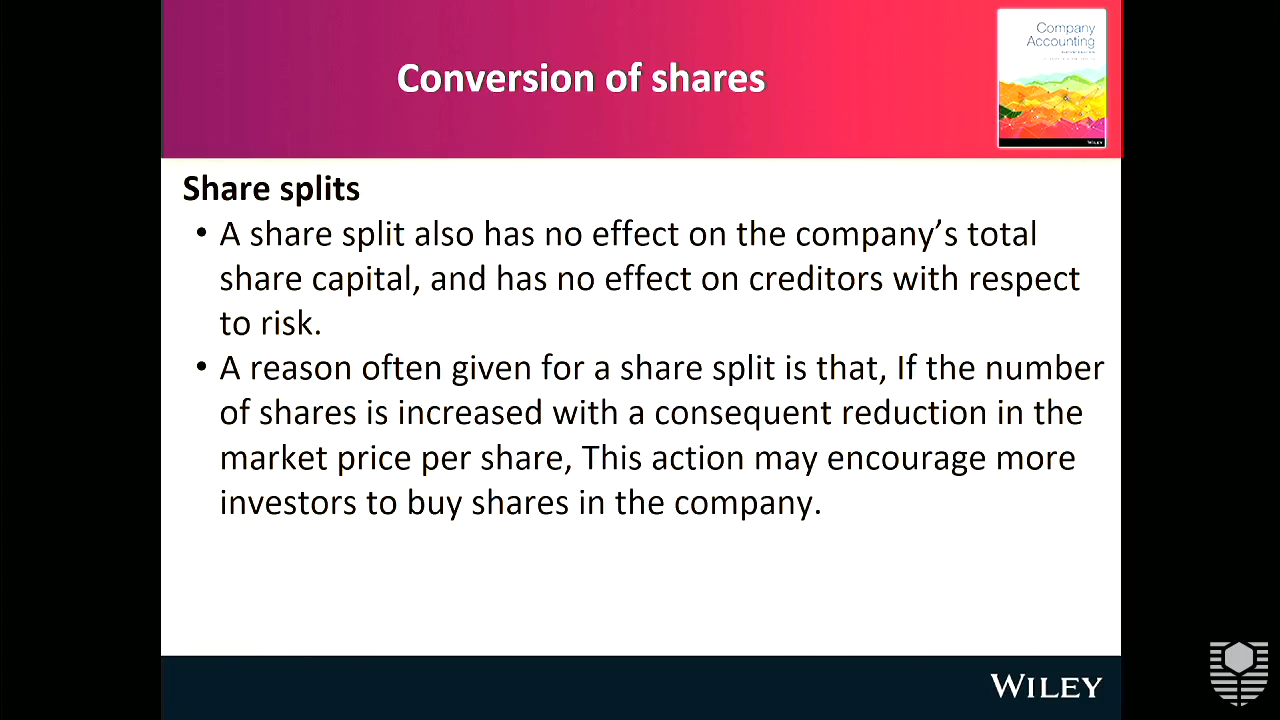 Conversion of shares
Company
Accounting
WILEY
Share splits
• A share split also has no effect on the company’s total
share capital, and has no effect on creditors with respect
to risk.
• A reason often given for a share split is that, If the number
of shares is increased with a consequent reduction in the
market price per share, This action may encourage more
investors to buy shares in the company.
WILEY